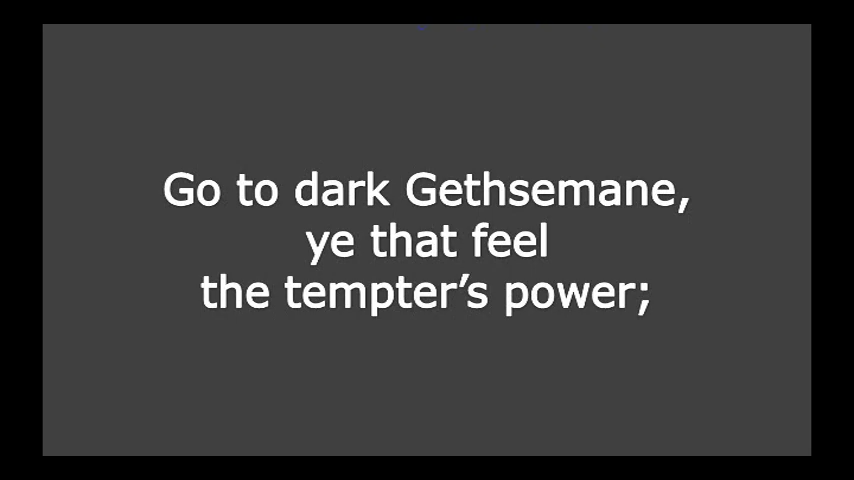 Go to dark Gethsemane,
ye that feel
the tempter’s power;